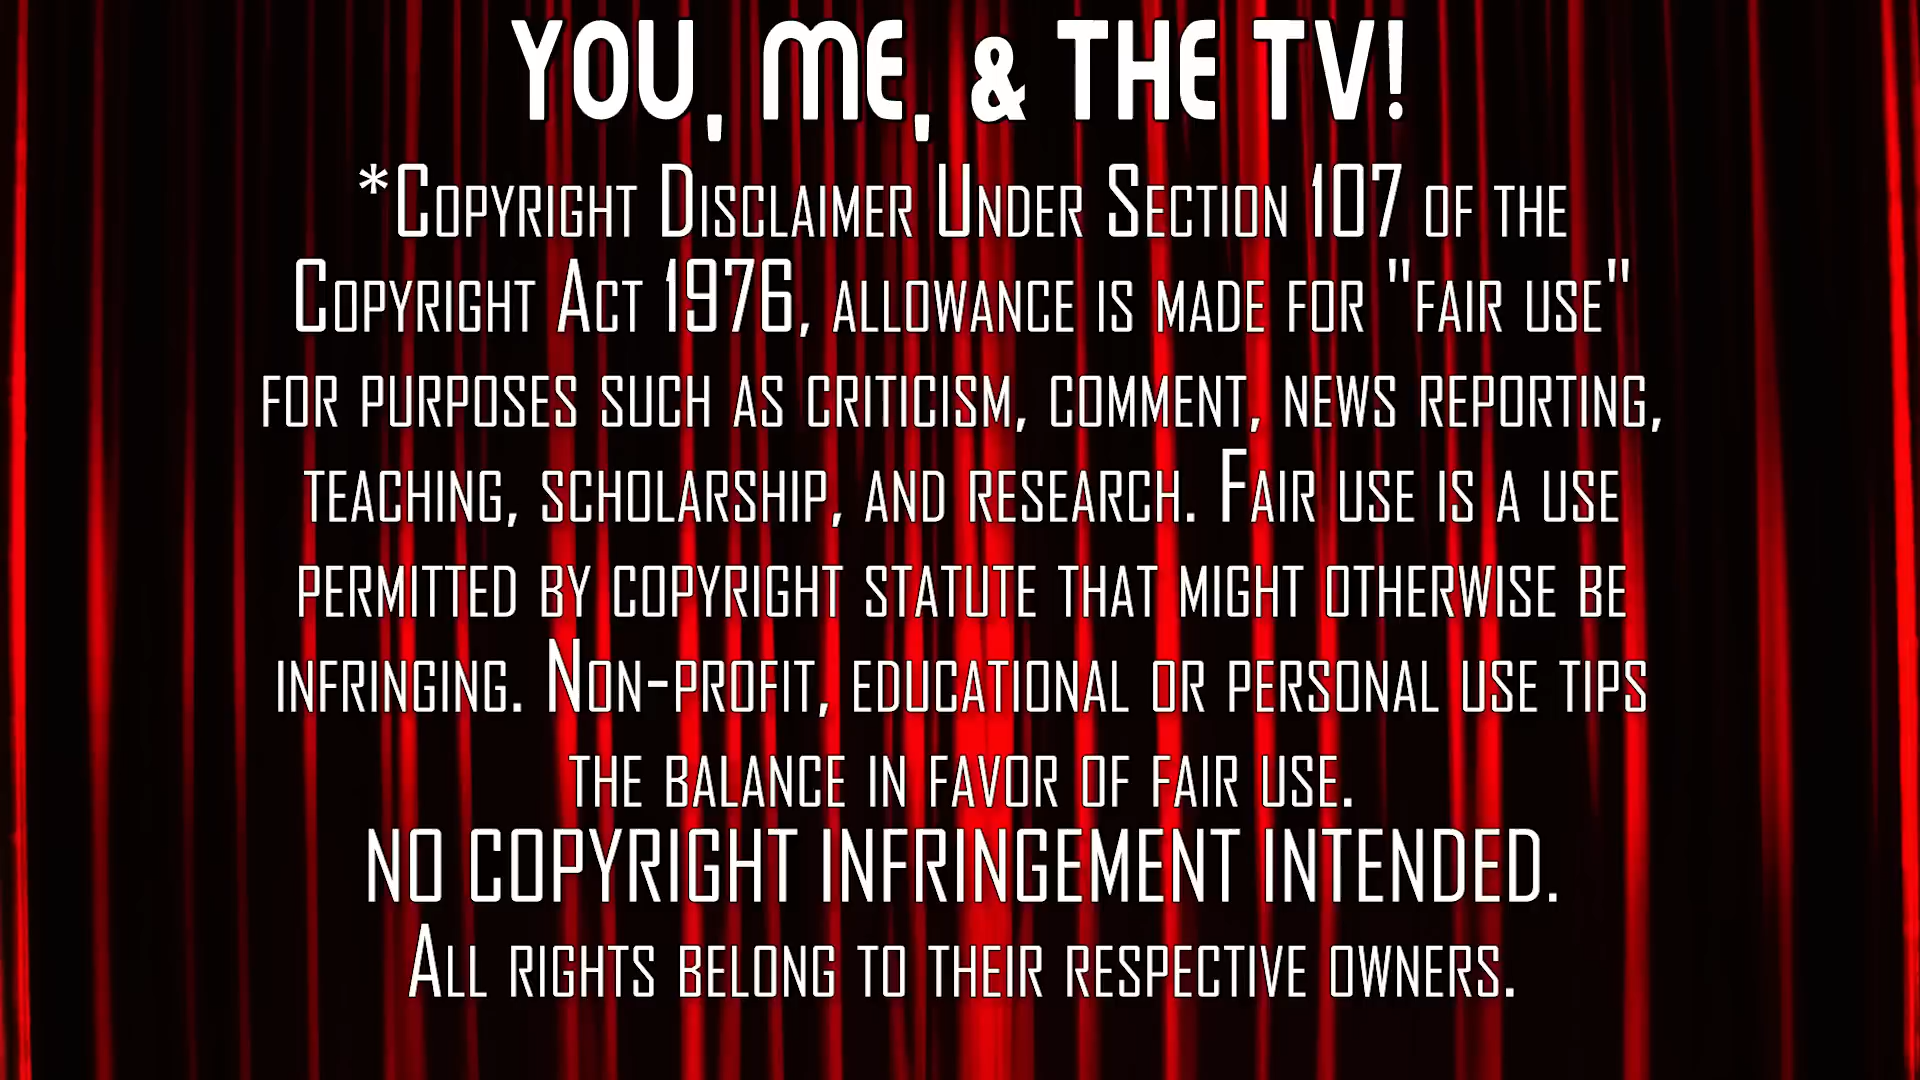 YOU, ME, & THE TV!
*Copyright Disclaimer Under Section 107 of the
Copyright Act 1976, allowance is made for "fair use"
for purposes such as criticism, comment, news reporting,
teaching, scholarship, and research. Fair use is a use
permitted by copyright statute that might otherwise be
infringing. Non-profit, educational or personal use tips
the balance in favor of fair use.
NO COPYRIGHT INFRINGEMENT INTENDED.
All rights belong to their respective owners.